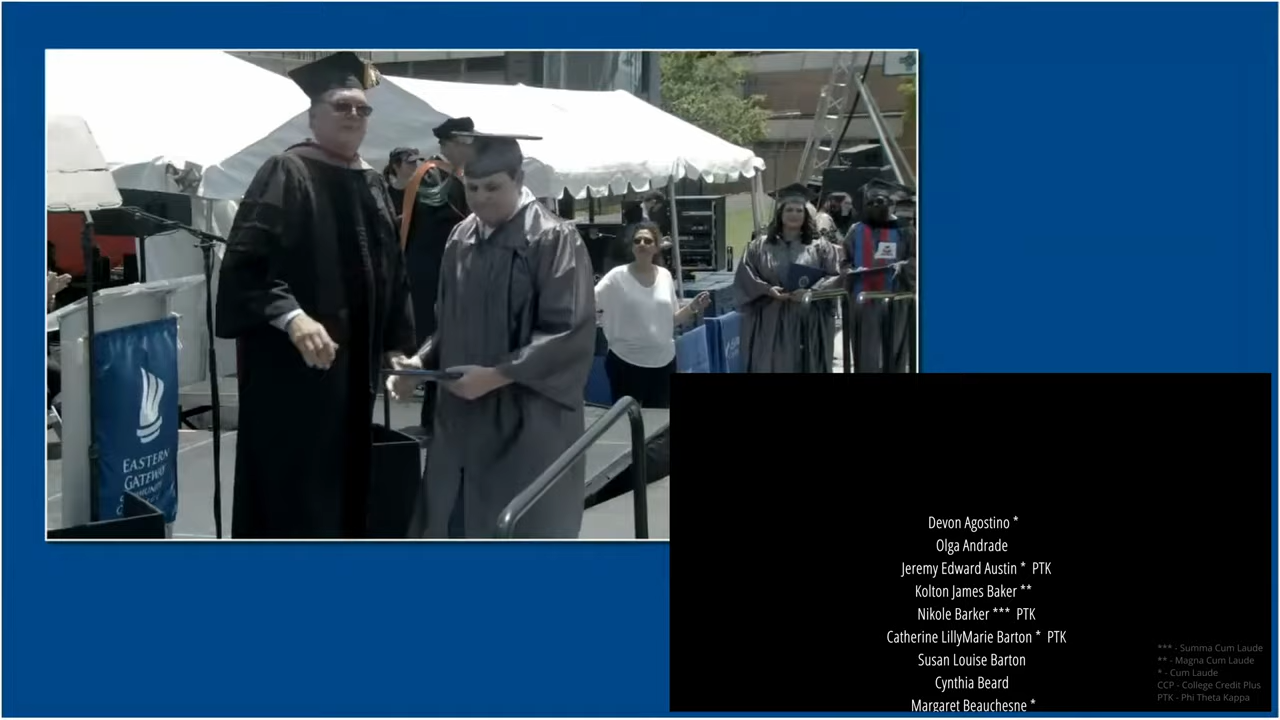 EASTERN
GATEWAY
COMMUNITY
COLLEGE
Devon Agostino *
Olga Andrade
Jeremy Edward Austin * PTK
Kolton James Baker **
Nikole Barker *** PTK
Catherine LillyMarie Barton * PTK
Susan Louise Barton
Cynthia Beard
Margaret Beauchesne *
*** - Summa Cum Laude
** - Magna Cum Laude
* - Cum Laude
CCP - College Credit Plus
PTK - Phi Theta Kappa